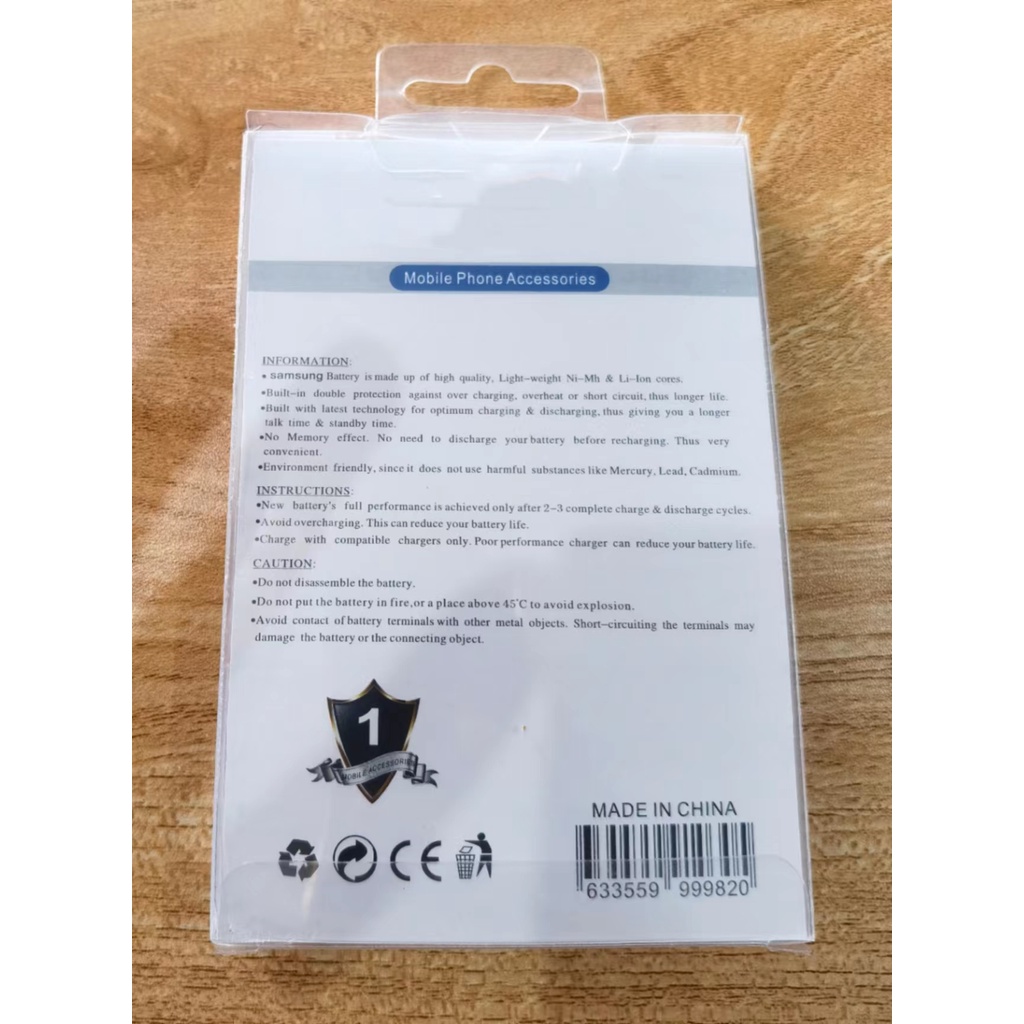 Mobile Phone Accessories
INFORMATION:
• samsung Battery is made up of high quality, Light-weight Ni-Mh & Li-Ion cores.
•Built-in double protection against over charging, overheat or short circuit, thus longer life.
•Built with latest technology for optimum charging & discharging, thus giving you a longer
talk time & standby time.
•No Memory effect. No need to discharge your battery before recharging. Thus very
convenient.
•Environment friendly, since it does not use harmful substances like Mercury, Lead, Cadmium.
INSTRUCTIONS:
•New battery's full performance is achieved only after 2-3 complete charge & discharge cycles.
•Avoid overcharging. This can reduce your battery life.
•Charge with compatible chargers only. Poor performance charger can reduce your battery life.
CAUTION:
•Do not disassemble the battery.
•Do not put the battery in fire,or a place above 45°C to avoid explosion.
•Avoid contact of battery terminals with other metal objects. Short-circuiting the terminals may
damage the battery or the connecting object.
1
MOBILE ACCESSORIES
MADE IN CHINA
CE
633559 999820